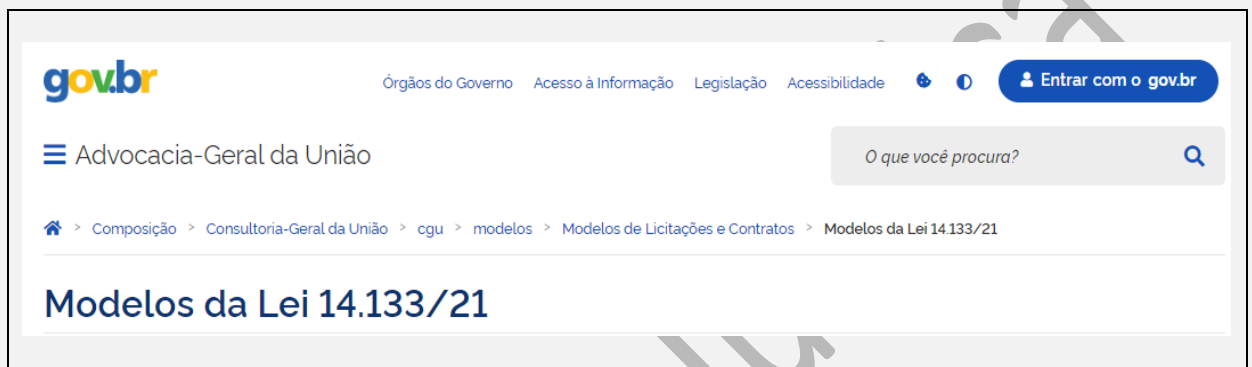 gov.br
Órgãos do Governo Acesso à Informação Legislação Acessibilidade Entrar com o gov.br
Advocacia-Geral da União O que você procura?
> Composição > Consultoria-Geral da União > cgu > modelos > Modelos de Licitações e Contratos > Modelos da Lei 14.133/21
Modelos da Lei 14.133/21